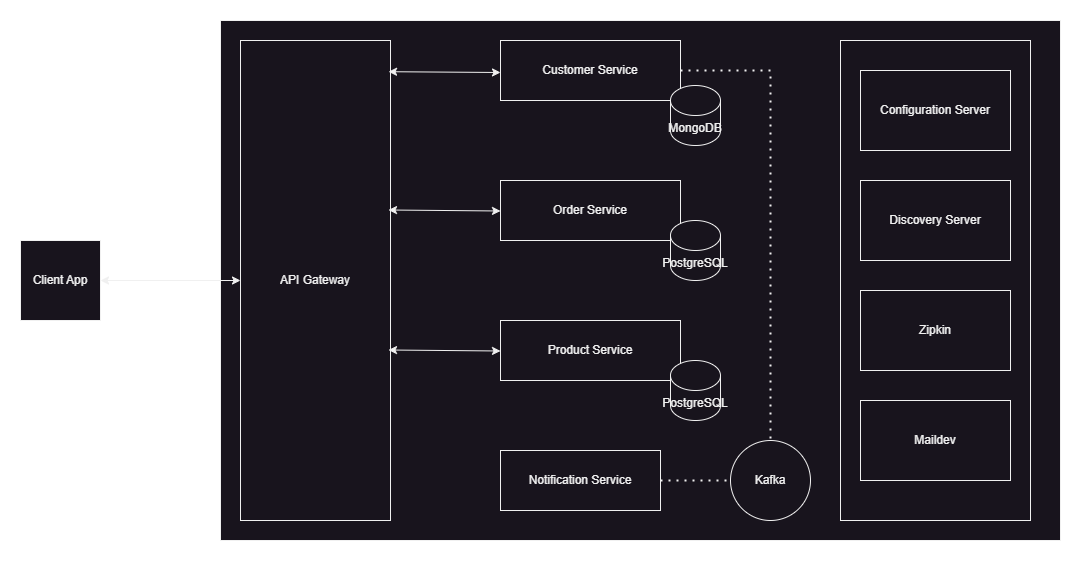 Client App
API Gateway
Customer Service
MongoDB
Order Service
PostgreSQL
Product Service
PostgreSQL
Notification Service
Kafka
Configuration Server
Discovery Server
Zipkin
Maildev